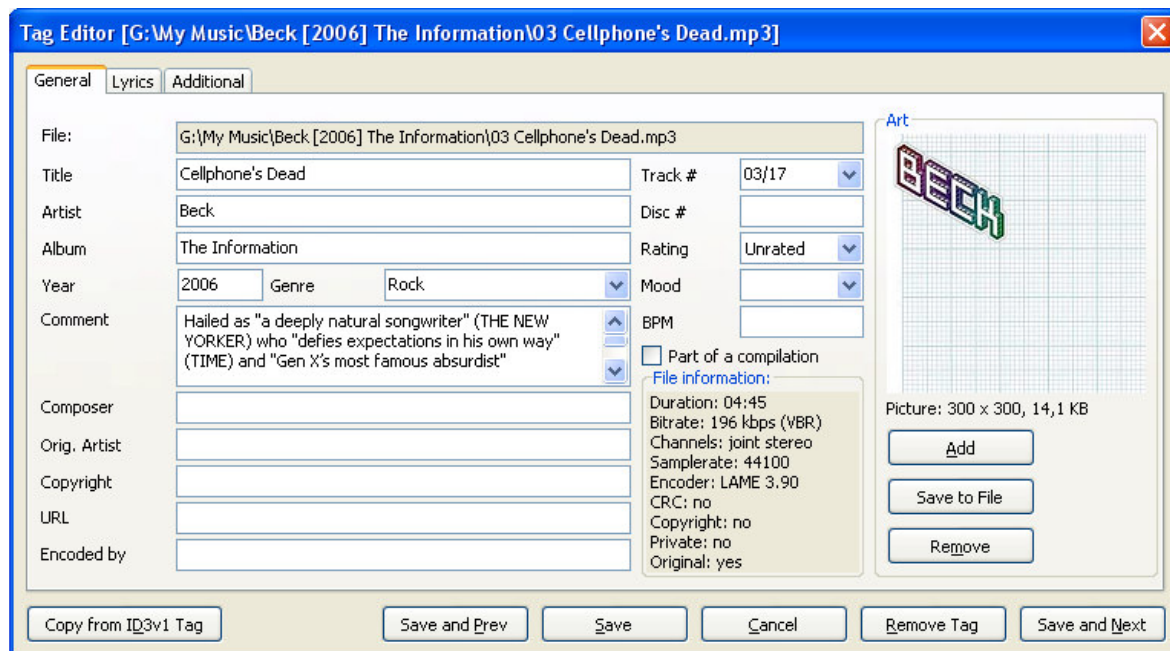 Tag Editor [G:\My Music\Beck [2006] The Information\03 Cellphone's Dead.mp3]
General Lyrics Additional
File: G:\My Music\Beck [2006] The Information\03 Cellphone's Dead.mp3
Title Cellphone's Dead Track # 03/17
Artist Beck Disc #
Album The Information Rating Unrated
Year 2006 Genre Rock Mood
Comment Hailed as "a deeply natural songwriter" (THE NEW
YORKER) who "defies expectations in his own way"
(TIME) and "Gen X's most famous absurdist"
BPM
Part of a compilation
Composer
Orig. Artist
Copyright
URL
Encoded by
File information:
Duration: 04:45
Bitrate: 196 kbps (VBR)
Channels: joint stereo
Samplerate: 44100
Encoder: LAME 3.90
CRC: no
Copyright: no
Private: no
Original: yes
Art
BECK
Picture: 300 x 300, 14,1 KB
Add
Save to File
Remove
Copy from ID3v1 Tag Save and Prev Save Cancel Remove Tag Save and Next